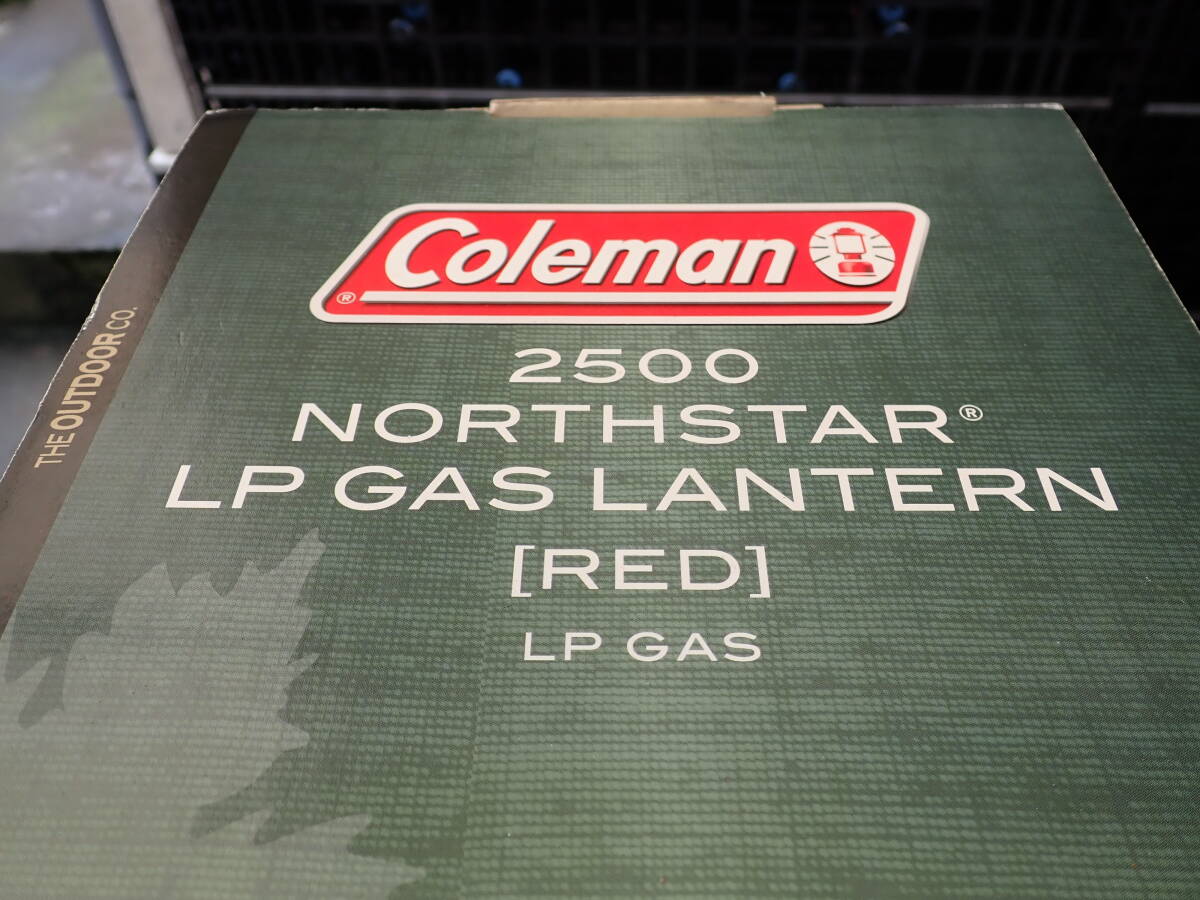 Coleman
®
2500
NORTHSTAR®
LP GAS LANTERN
[RED]
LP GAS
THE OUTDOOR CO.